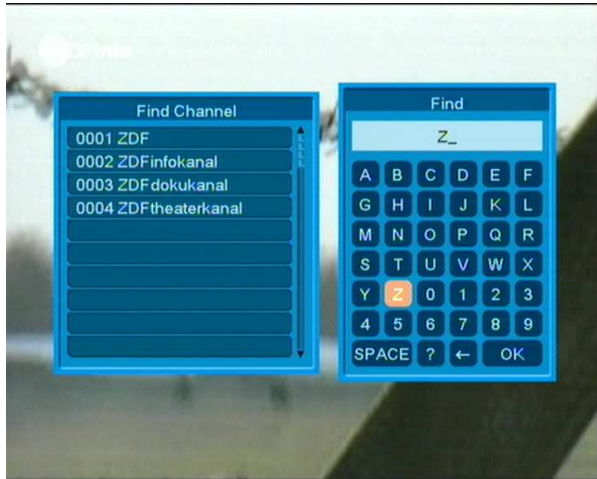 ZDFinfo
Find Channel
0001 ZDF
0002 ZDFinfokanal
0003 ZDFdokukanal
0004 ZDFtheaterkanal
Find
Z_
A B C D E F
G H I J K L
M N O P Q R
S T U V W X
Y Z 0 1 2 3
4 5 6 7 8 9
SPACE ? ← OK